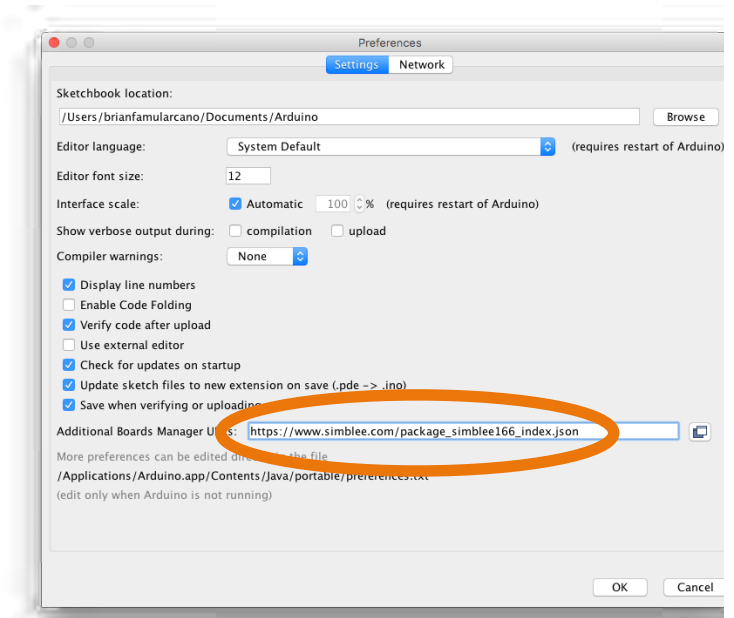 Preferences
Settings Network
Sketchbook location:
/Users/brianfamularcano/Documents/Arduino Browse
Editor language: System Default (requires restart of Arduino)
Editor font size: 12
Interface scale: Automatic 100 % (requires restart of Arduino)
Show verbose output during: compilation upload
Compiler warnings: None
Display line numbers
Enable Code Folding
Verify code after upload
Use external editor
Check for updates on startup
Update sketch files to new extension on save (.pde -> .ino)
Save when verifying or uploading
Additional Boards Manager URLs: https://www.simblee.com/package_simblee166_index.json
More preferences can be edited directly in the file
/Applications/Arduino.app/Contents/Java/portable/preferences.txt
(edit only when Arduino is not running)
OK Cancel